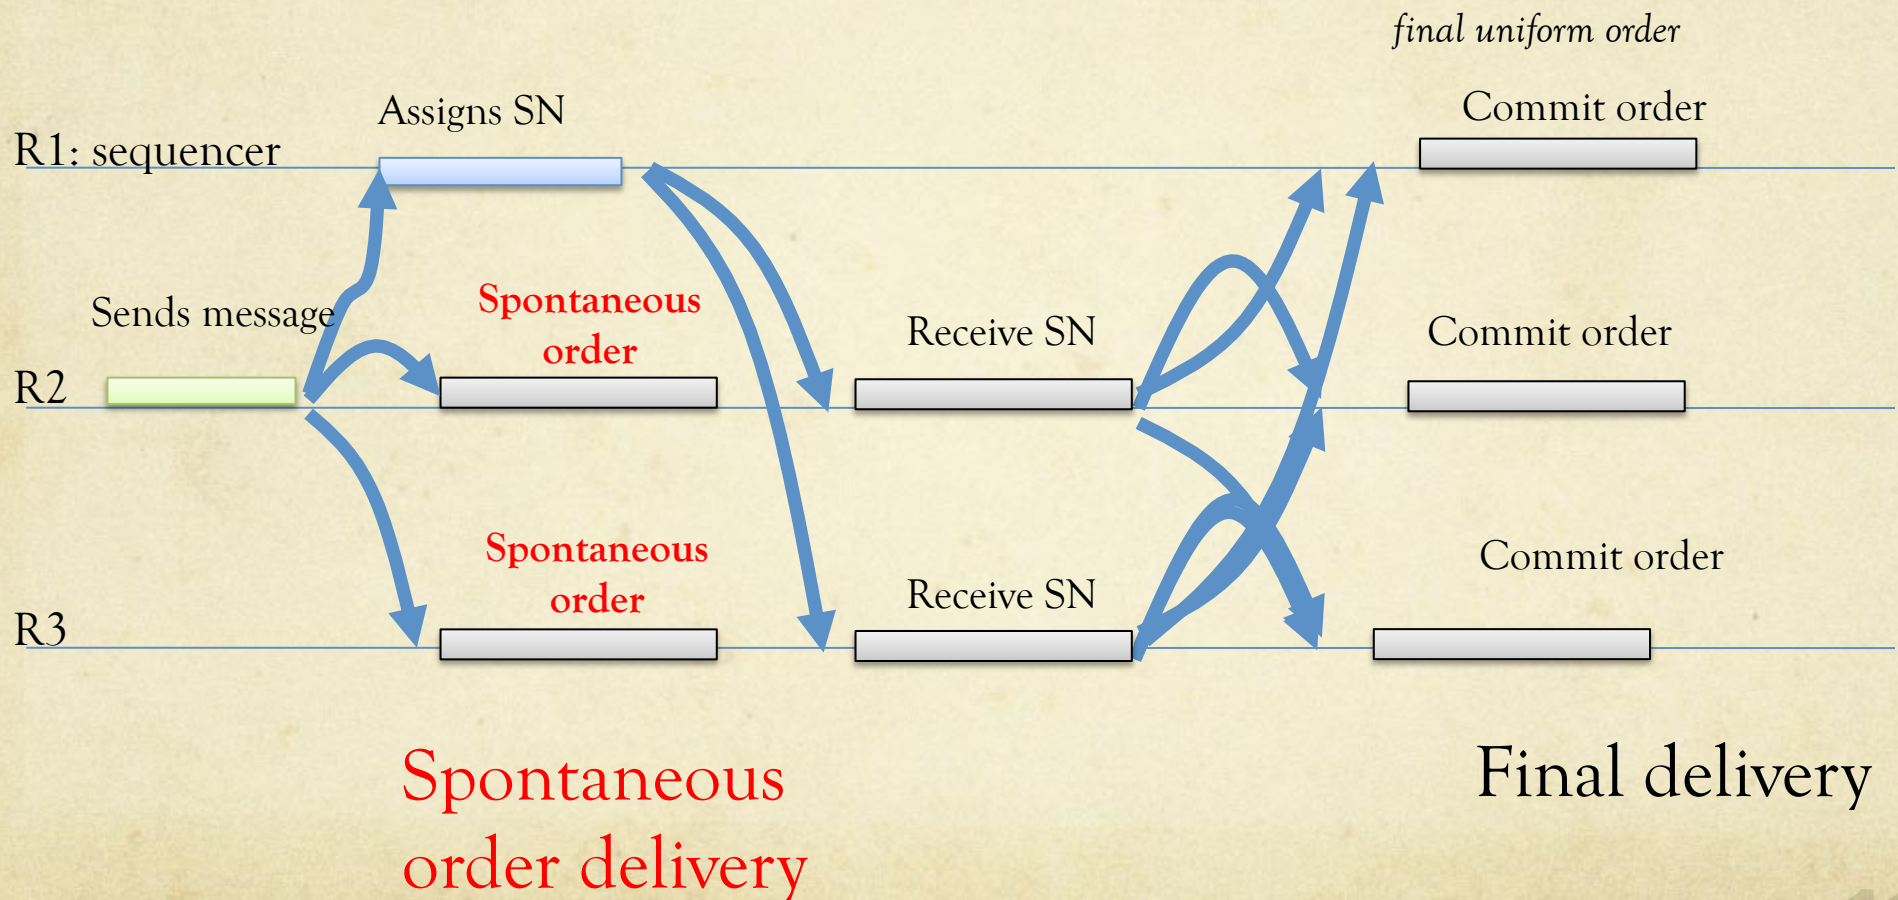 final uniform order
Assigns SN
Commit order
R1: sequencer
Sends message
Spontaneous
order
Receive SN
Commit order
R2
Spontaneous
order
Receive SN
Commit order
R3
Spontaneous
order delivery
Final delivery